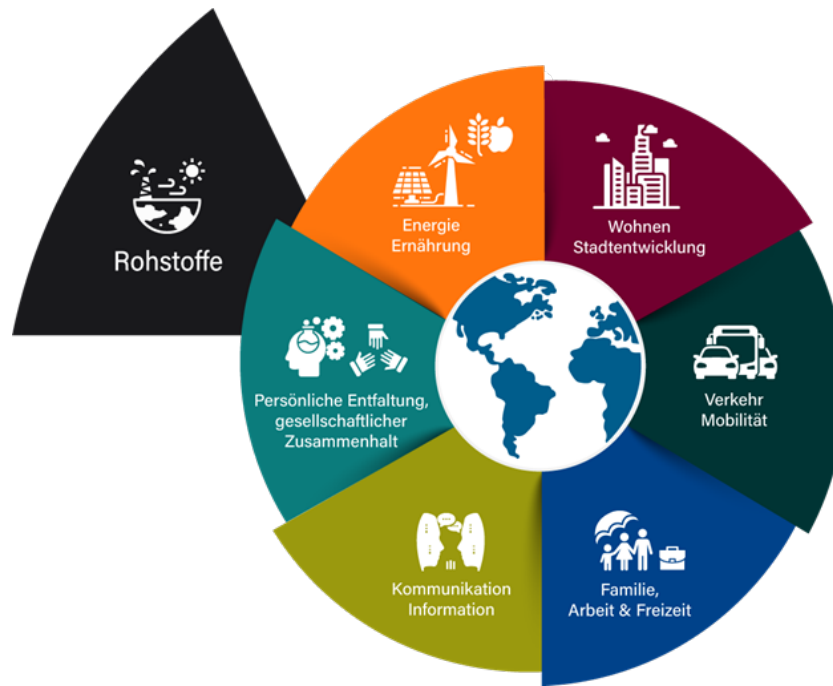 Rohstoffe
Energie
Ernährung
Wohnen
Stadtentwicklung
Verkehr
Mobilität
Familie,
Arbeit & Freizeit
Kommunikation
Information
Persönliche Entfaltung,
gesellschaftlicher
Zusammenhalt